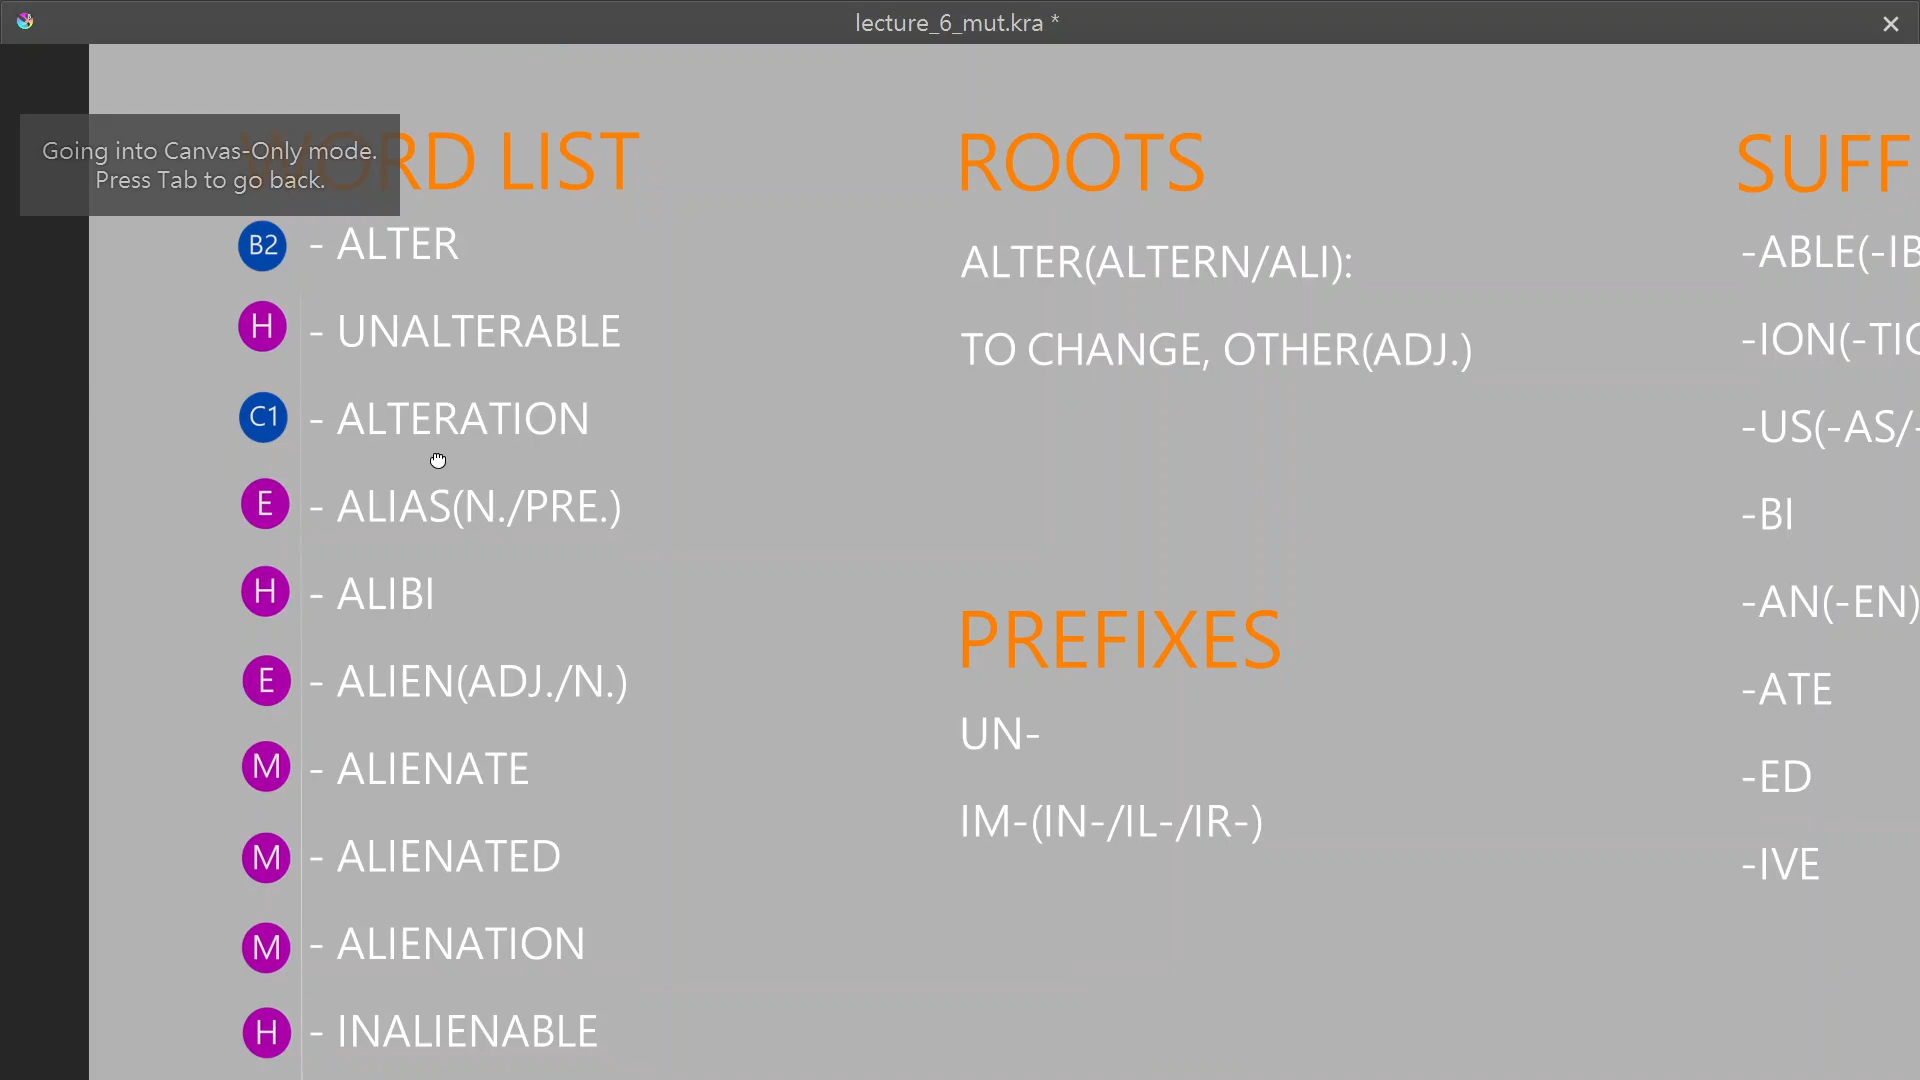 lecture_6_mut.kra *
Going into Canvas-Only mode.
Press Tab to go back.
WORD LIST
B2 - ALTER
H - UNALTERABLE
C1 - ALTERATION
E - ALIAS(N./PRE.)
H - ALIBI
E - ALIEN(ADJ./N.)
M - ALIENATE
M - ALIENATED
M - ALIENATION
H - INALIENABLE
ROOTS
ALTER(ALTERN/ALI):
TO CHANGE, OTHER(ADJ.)
PREFIXES
UN-
IM-(IN-/IL-/IR-)
SUFF
-ABLE(-IB
-ION(-TIO
-US(-AS/-
-BI
-AN(-EN)
-ATE
-ED
-IVE